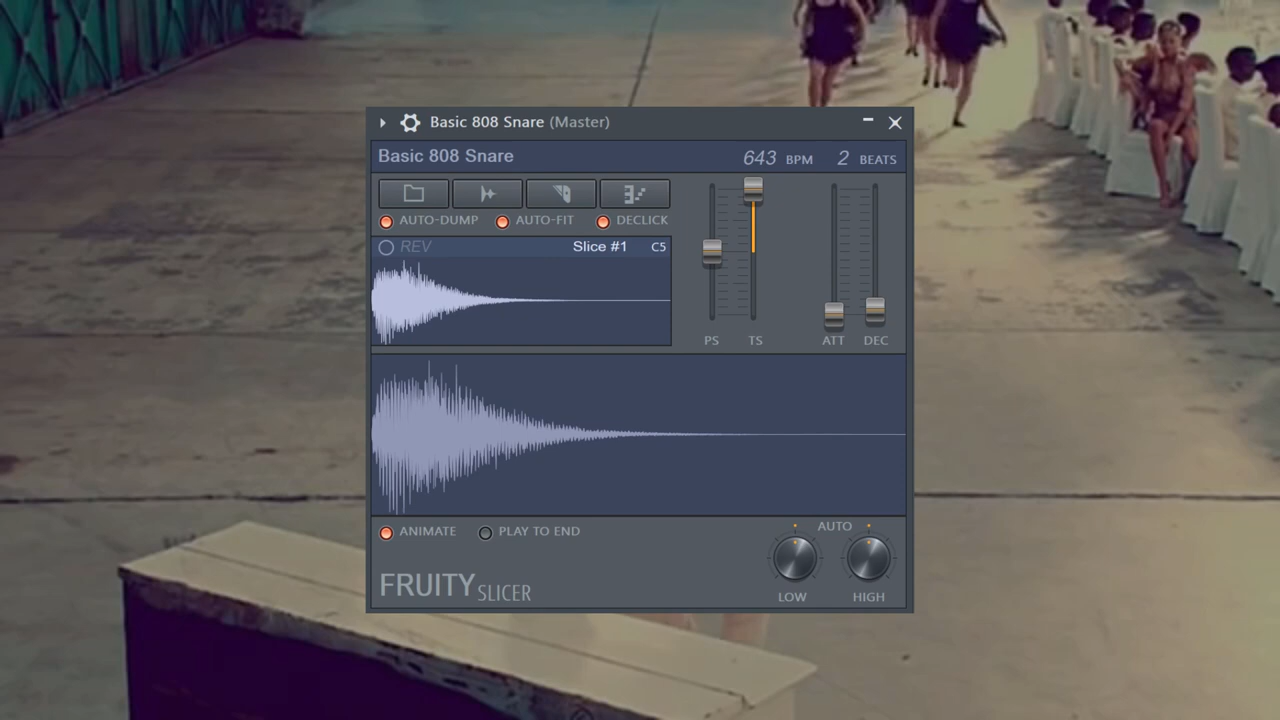 Basic 808 Snare (Master)
Basic 808 Snare 643 BPM 2 BEATS
AUTO-DUMP AUTO-FIT DECLICK
REV Slice #1 C5
PS TS ATT DEC
ANIMATE PLAY TO END AUTO
FRUITY SLICER LOW HIGH